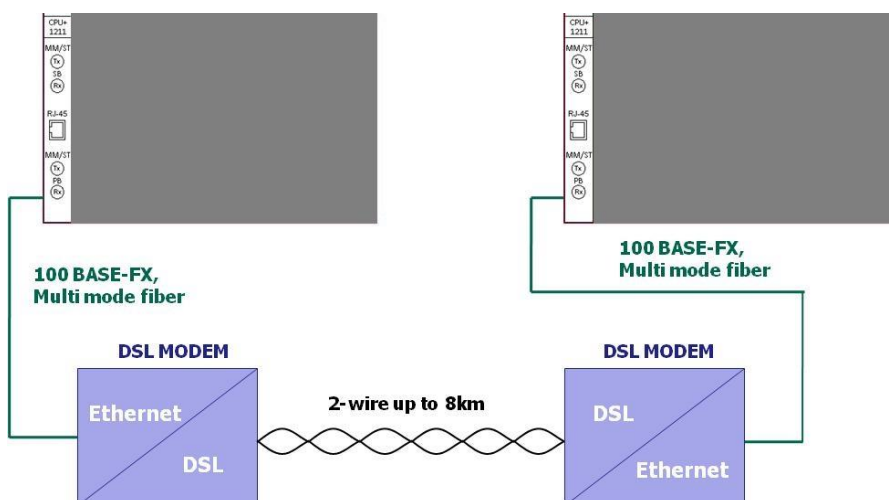 CPU+
1211
MM/ST
Tx
SB
Rx
RJ-45
MM/ST
Tx
PB
Rx
CPU+
1211
MM/ST
Tx
SB
Rx
RJ-45
MM/ST
Tx
PB
Rx
100 BASE-FX,
Multi mode fiber
100 BASE-FX,
Multi mode fiber
DSL MODEM
Ethernet
DSL
2-wire up to 8km
DSL MODEM
DSL
Ethernet